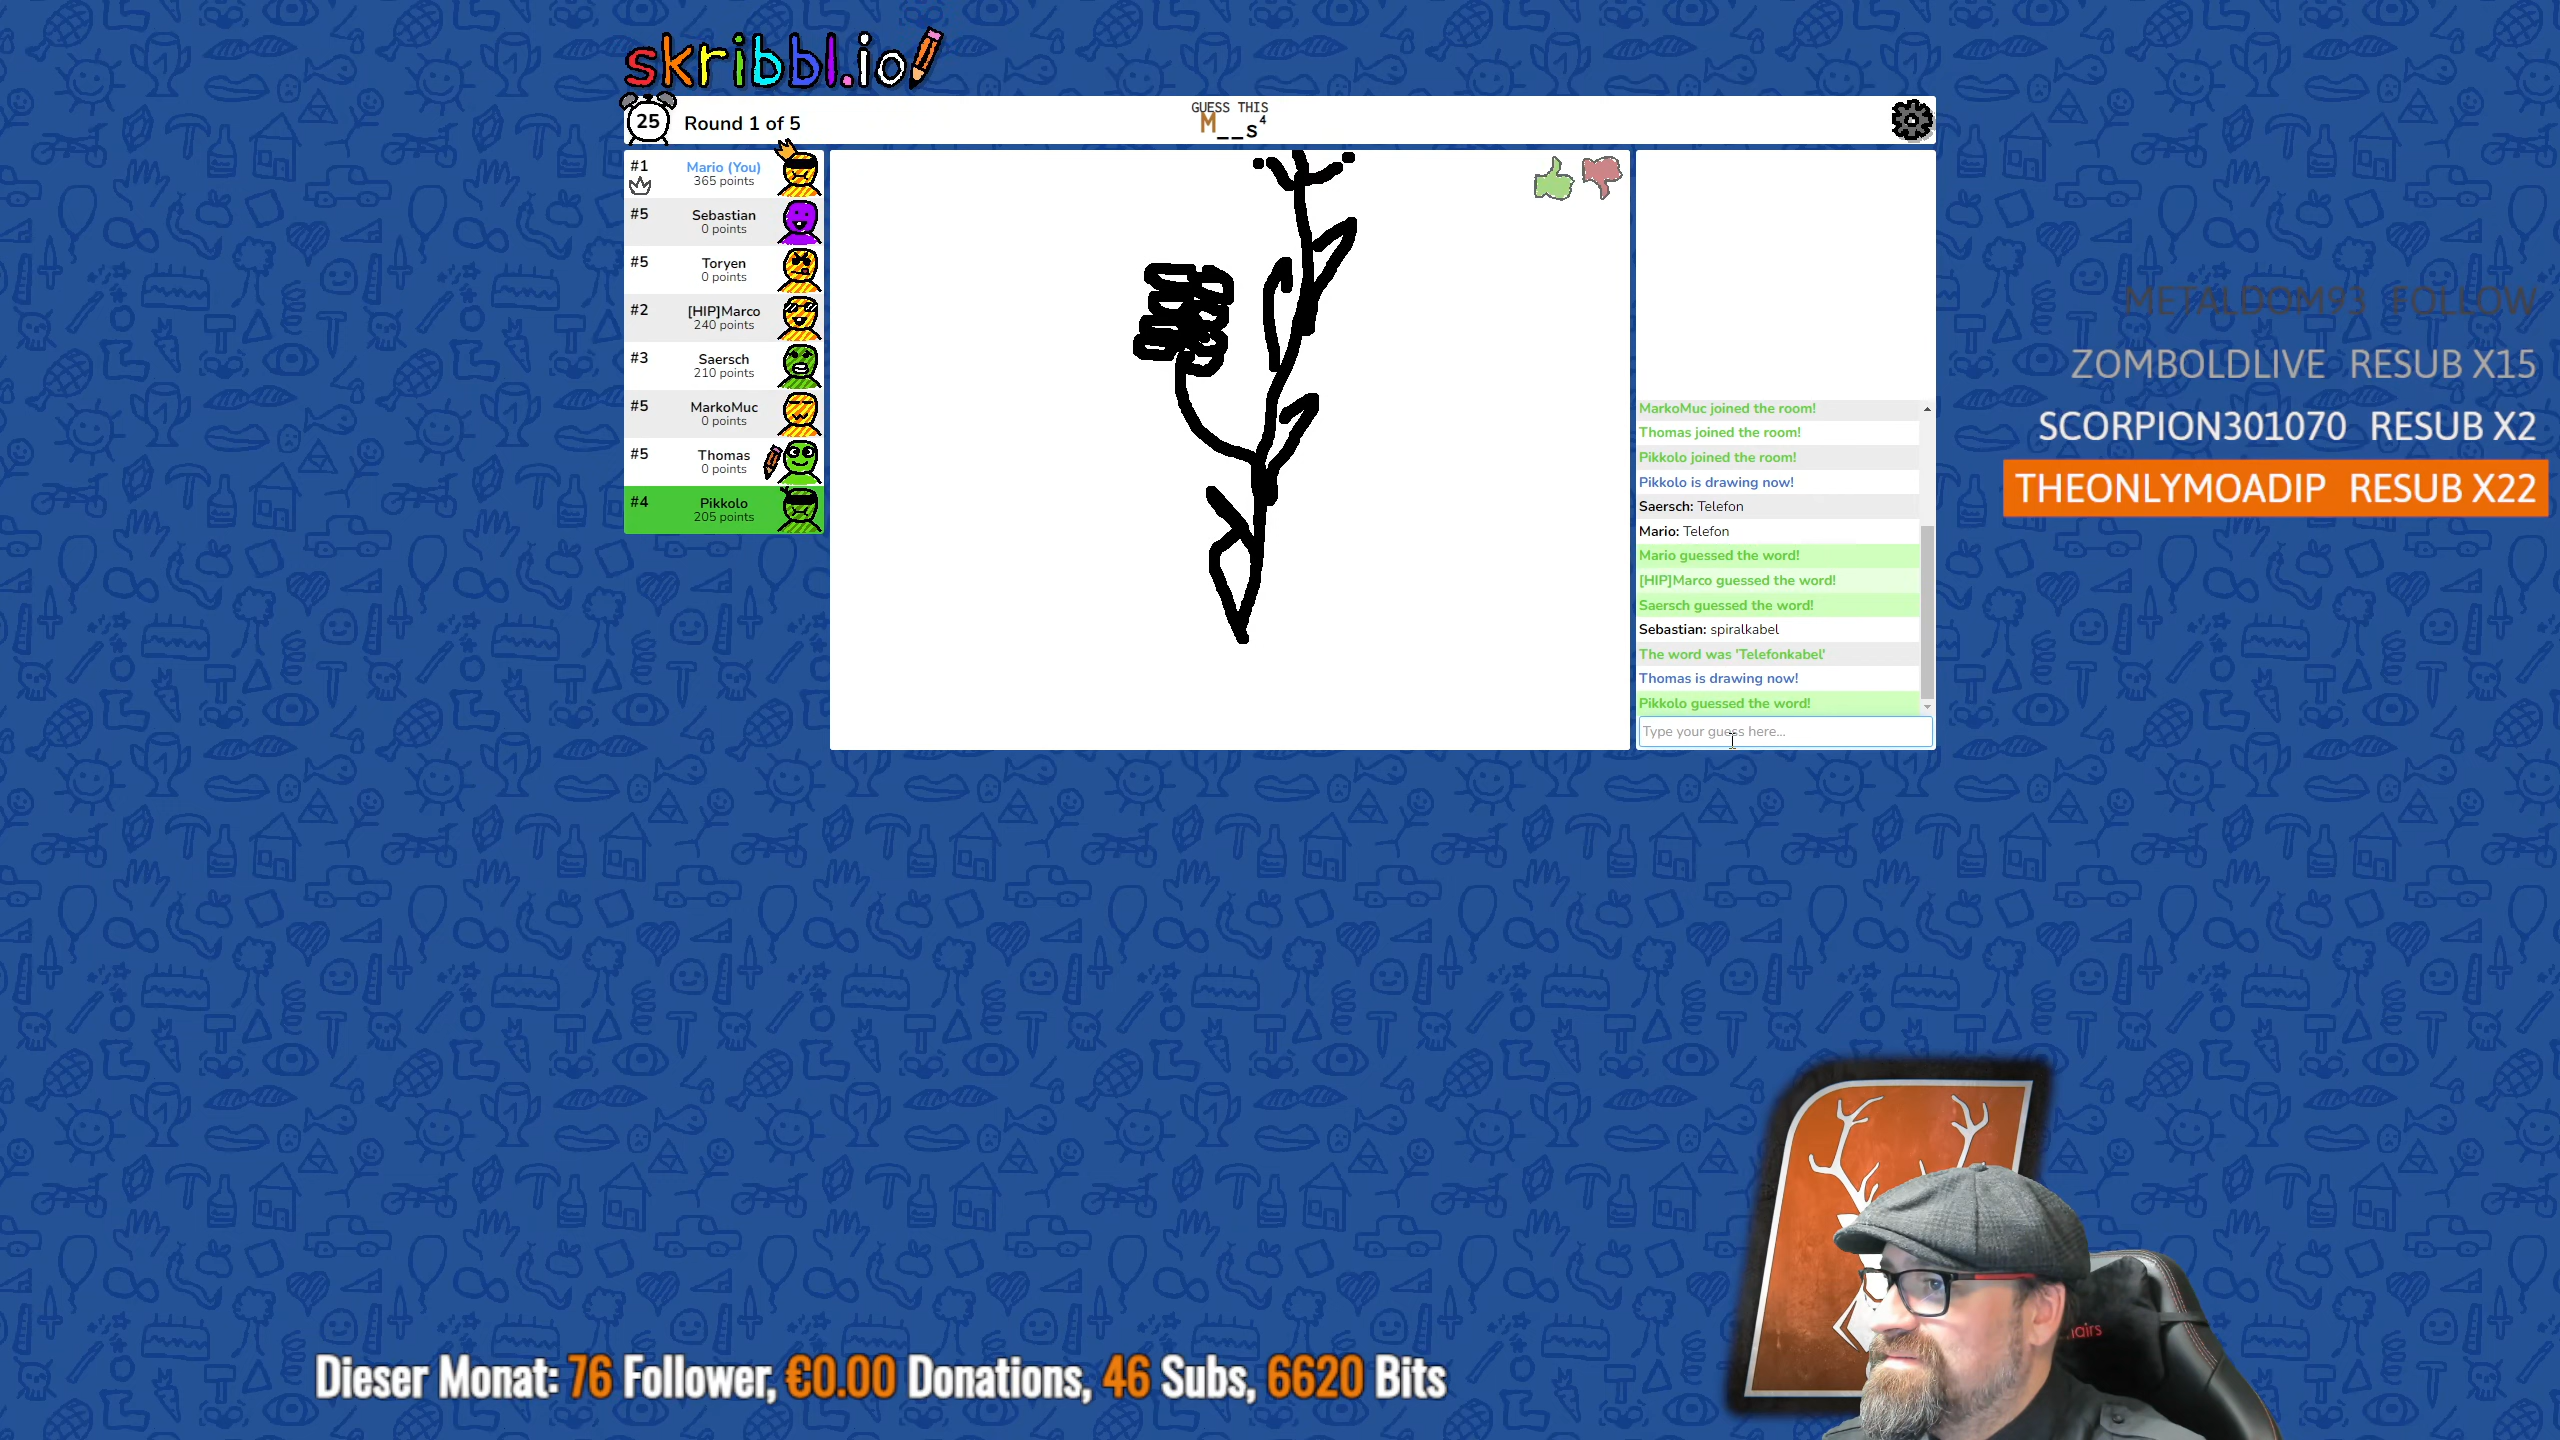 skribbl.io
25
Round 1 of 5
GUESS THIS
M__s 4
#1
Mario (You)
365 points
#5
Sebastian
0 points
#5
Toryen
0 points
#2
[HIP]Marco
240 points
#3
Saersch
210 points
#5
MarkoMuc
0 points
#5
Thomas
0 points
#4
Pikkolo
205 points
MarkoMuc joined the room!
Thomas joined the room!
Pikkolo joined the room!
Pikkolo is drawing now!
Saersch: Telefon
Mario: Telefon
Mario guessed the word!
[HIP]Marco guessed the word!
Saersch guessed the word!
Sebastian: spiralkabel
The word was 'Telefonkabel'
Thomas is drawing now!
Pikkolo guessed the word!
Type your guess here...
METALDOM93 FOLLOW
ZOMBOLDLIVE RESUB X15
SCORPION301070 RESUB X2
THEONLYMOADIP RESUB X22
Dieser Monat: 76 Follower, €0.00 Donations, 46 Subs, 6620 Bits